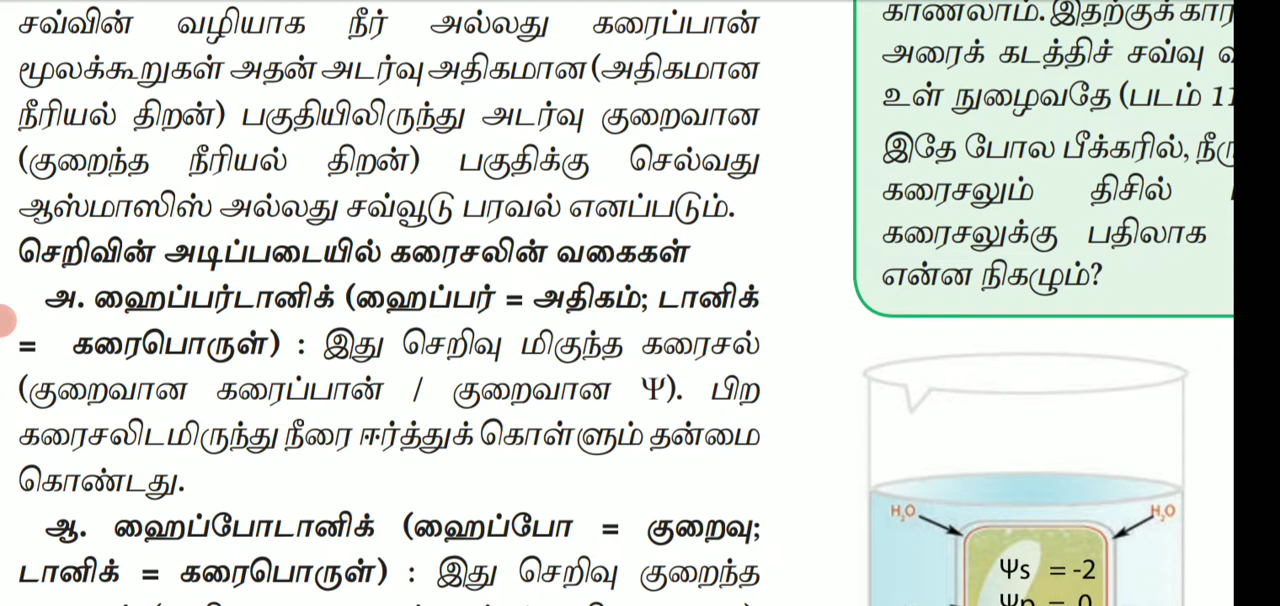 சவ்வின் வழியாக நீர் அல்லது கரைப்பான்
மூலக்கூறுகள் அதன் அடர்வு அதிகமான (அதிகமான
நீரியல் திறன்) பகுதியிலிருந்து அடர்வு குறைவான
(குறைந்த நீரியல் திறன்) பகுதிக்கு செல்வது
ஆஸ்மாஸிஸ் அல்லது சவ்வூடு பரவல் எனப்படும்.
செறிவின் அடிப்படையில் கரைசலின் வகைகள்
அ. ஹைப்பர்டானிக் (ஹைப்பர் = அதிகம்; டானிக்
= கரைபொருள்) : இது செறிவு மிகுந்த கரைசல்
(குறைவான கரைப்பான் / குறைவான Ψ). பிற
கரைசலிடமிருந்து நீரை ஈர்த்துக் கொள்ளும் தன்மை
கொண்டது.
ஆ. ஹைப்போடானிக் (ஹைப்போ = குறைவு;
டானிக் = கரைபொருள்) : இது செறிவு குறைந்த
காணலாம். இதற்குக்
அரைக் கடத்திச் சவ்வு
உள் நுழைவதே (படம் 11
இதே போல பீக்கரில்,
கரைசலும் திசில்
கரைசலுக்கு பதிலாக
என்ன நிகழும்?
H₂O H₂O
Ψs = -2
Ψp = 0